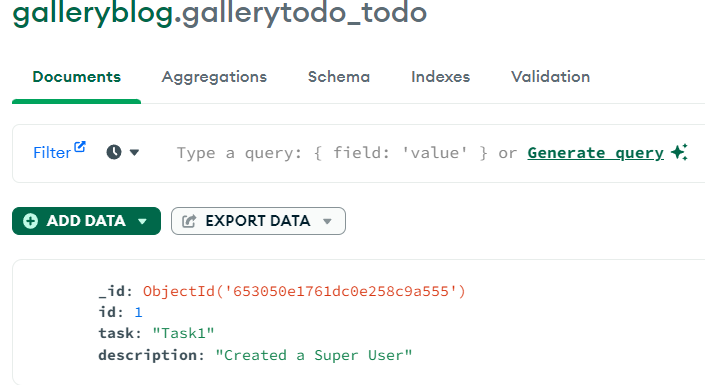 galleryblog.gallerytodo_todo
Documents Aggregations Schema Indexes Validation
Filter Type a query: { field: 'value' } or Generate query
ADD DATA EXPORT DATA
_id: ObjectId('653050e1761dc0e258c9a555')
id: 1
task: "Task1"
description: "Created a Super User"